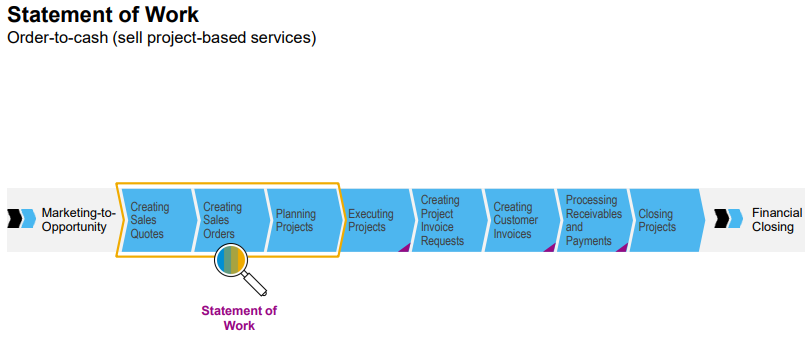 Statement of Work
Order-to-cash (sell project-based services)
Marketing-to-
Opportunity
Creating
Sales
Quotes
Creating
Sales
Orders
Planning
Projects
Executing
Projects
Creating
Project
Invoice
Requests
Creating
Customer
Invoices
Processing
Receivables
and
Payments
Closing
Projects
Financial
Closing
Statement of
Work